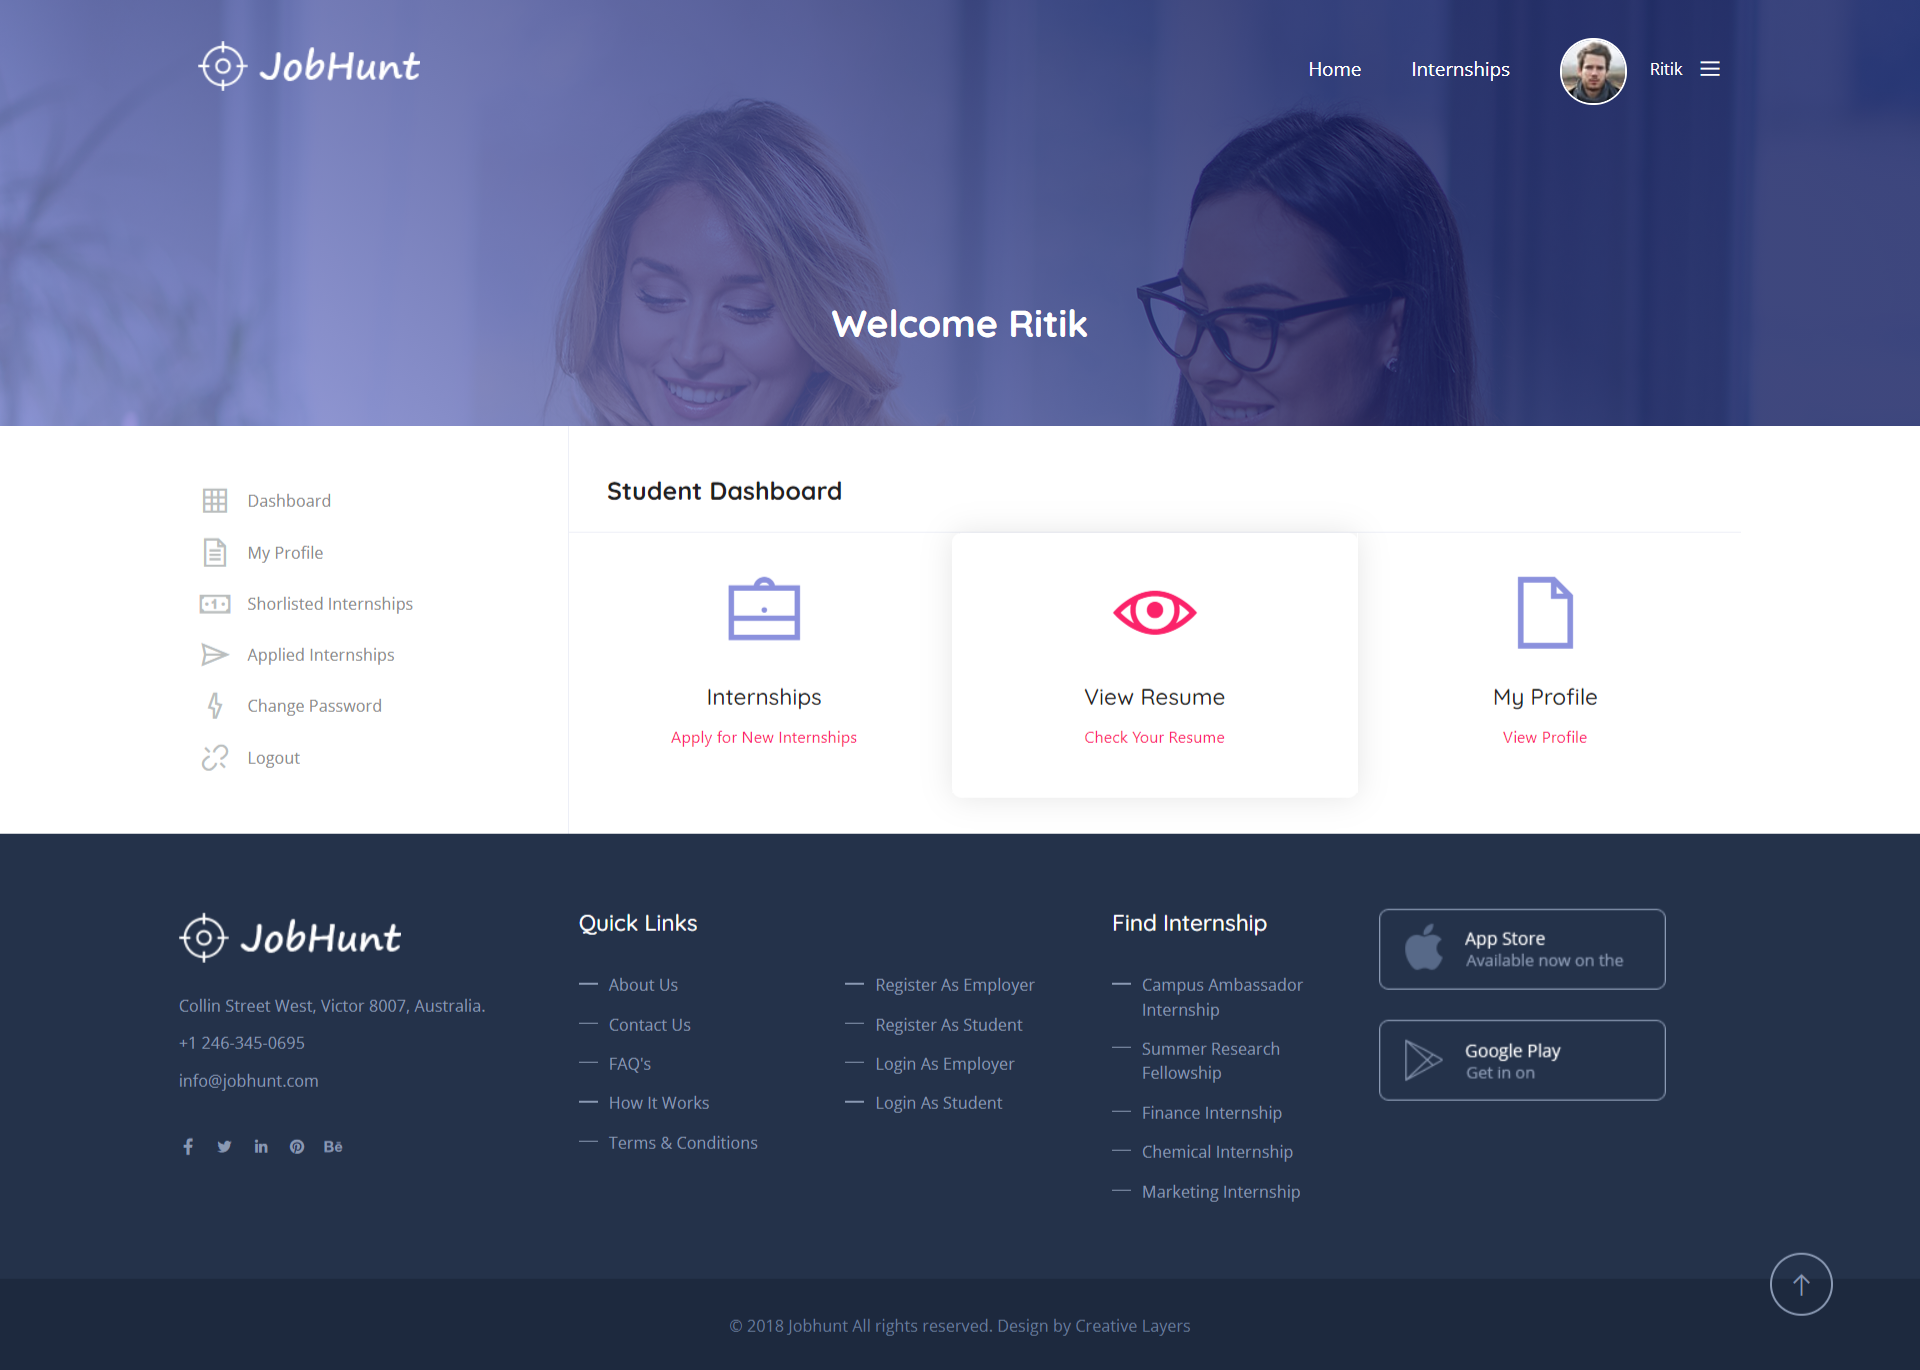 JobHunt
Home
Internships
Ritik
Welcome Ritik
Dashboard
My Profile
Shorlisted Internships
Applied Internships
Change Password
Logout
Student Dashboard
Internships
Apply for New Internships
View Resume
Check Your Resume
My Profile
View Profile
JobHunt
Collin Street West, Victor 8007, Australia.
+1 246-345-0695
info@jobhunt.com
Quick Links
About Us
Contact Us
FAQ's
How It Works
Terms & Conditions
Register As Employer
Register As Student
Login As Employer
Login As Student
Find Internship
Campus Ambassador
Internship
Summer Research
Fellowship
Finance Internship
Chemical Internship
Marketing Internship
App Store
Available now on the
Google Play
Get in on
© 2018 Jobhunt All rights reserved. Design by Creative Layers